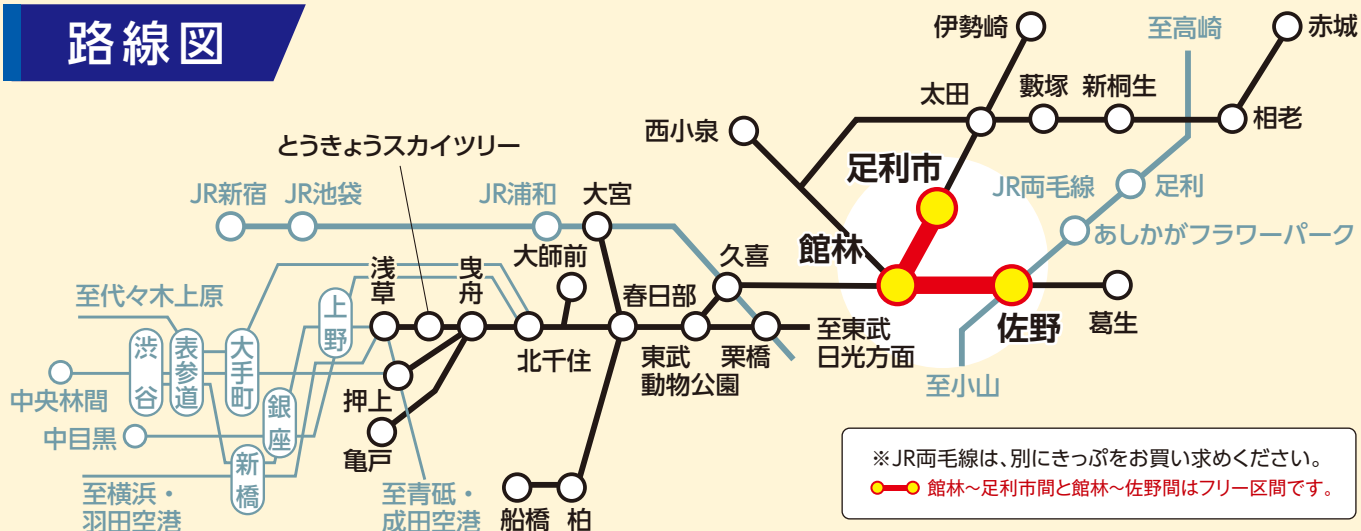 路線図
伊勢崎
至高崎
赤城
太田
藪塚
新桐生
相老
西小泉
とうきょうスカイツリー
足利市
JR両毛線
足利
JR新宿
JR池袋
JR浦和
大宮
あしかがフラワーパーク
館林
大師前
久喜
浅草
曳舟
春日部
至代々木上原
上野
渋谷
表参道
大手町
北千住
東武
動物公園
栗橋
至東武
日光方面
佐野
葛生
至小山
中央林間
押上
銀座
中目黒
亀戸
新橋
至横浜・
羽田空港
至青砥・
成田空港
船橋
柏
※JR両毛線は、別にきっぷをお買い求めください。
館林～足利市間と館林～佐野間はフリー区間です。